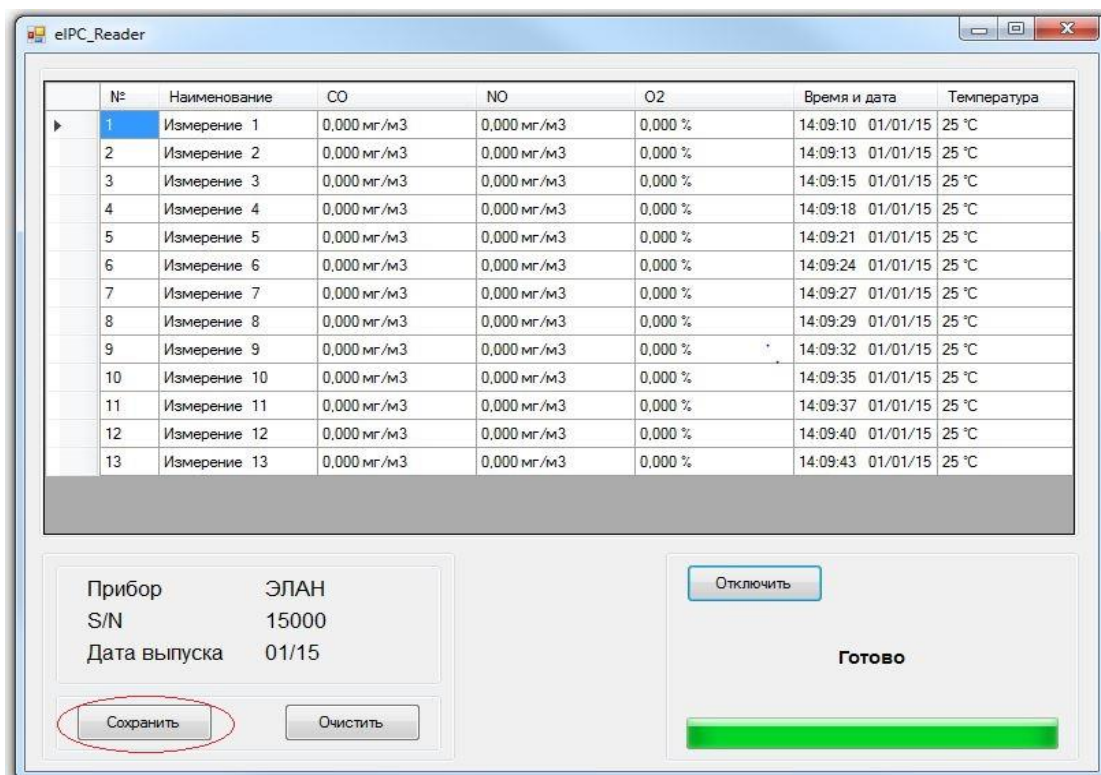 eIPC_Reader
№ Наименование CO NO O2 Время и дата Температура
1 Измерение 1 0,000 мг/м3 0,000 мг/м3 0,000 % 14:09:10 01/01/15 25 °C
2 Измерение 2 0,000 мг/м3 0,000 мг/м3 0,000 % 14:09:13 01/01/15 25 °C
3 Измерение 3 0,000 мг/м3 0,000 мг/м3 0,000 % 14:09:15 01/01/15 25 °C
4 Измерение 4 0,000 мг/м3 0,000 мг/м3 0,000 % 14:09:18 01/01/15 25 °C
5 Измерение 5 0,000 мг/м3 0,000 мг/м3 0,000 % 14:09:21 01/01/15 25 °C
6 Измерение 6 0,000 мг/м3 0,000 мг/м3 0,000 % 14:09:24 01/01/15 25 °C
7 Измерение 7 0,000 мг/м3 0,000 мг/м3 0,000 % 14:09:27 01/01/15 25 °C
8 Измерение 8 0,000 мг/м3 0,000 мг/м3 0,000 % 14:09:29 01/01/15 25 °C
9 Измерение 9 0,000 мг/м3 0,000 мг/м3 0,000 % 14:09:32 01/01/15 25 °C
10 Измерение 10 0,000 мг/м3 0,000 мг/м3 0,000 % 14:09:35 01/01/15 25 °C
11 Измерение 11 0,000 мг/м3 0,000 мг/м3 0,000 % 14:09:37 01/01/15 25 °C
12 Измерение 12 0,000 мг/м3 0,000 мг/м3 0,000 % 14:09:40 01/01/15 25 °C
13 Измерение 13 0,000 мг/м3 0,000 мг/м3 0,000 % 14:09:43 01/01/15 25 °C
Прибор ЭЛАН
S/N 15000
Дата выпуска 01/15
Сохранить Очистить
Отключить
Готово